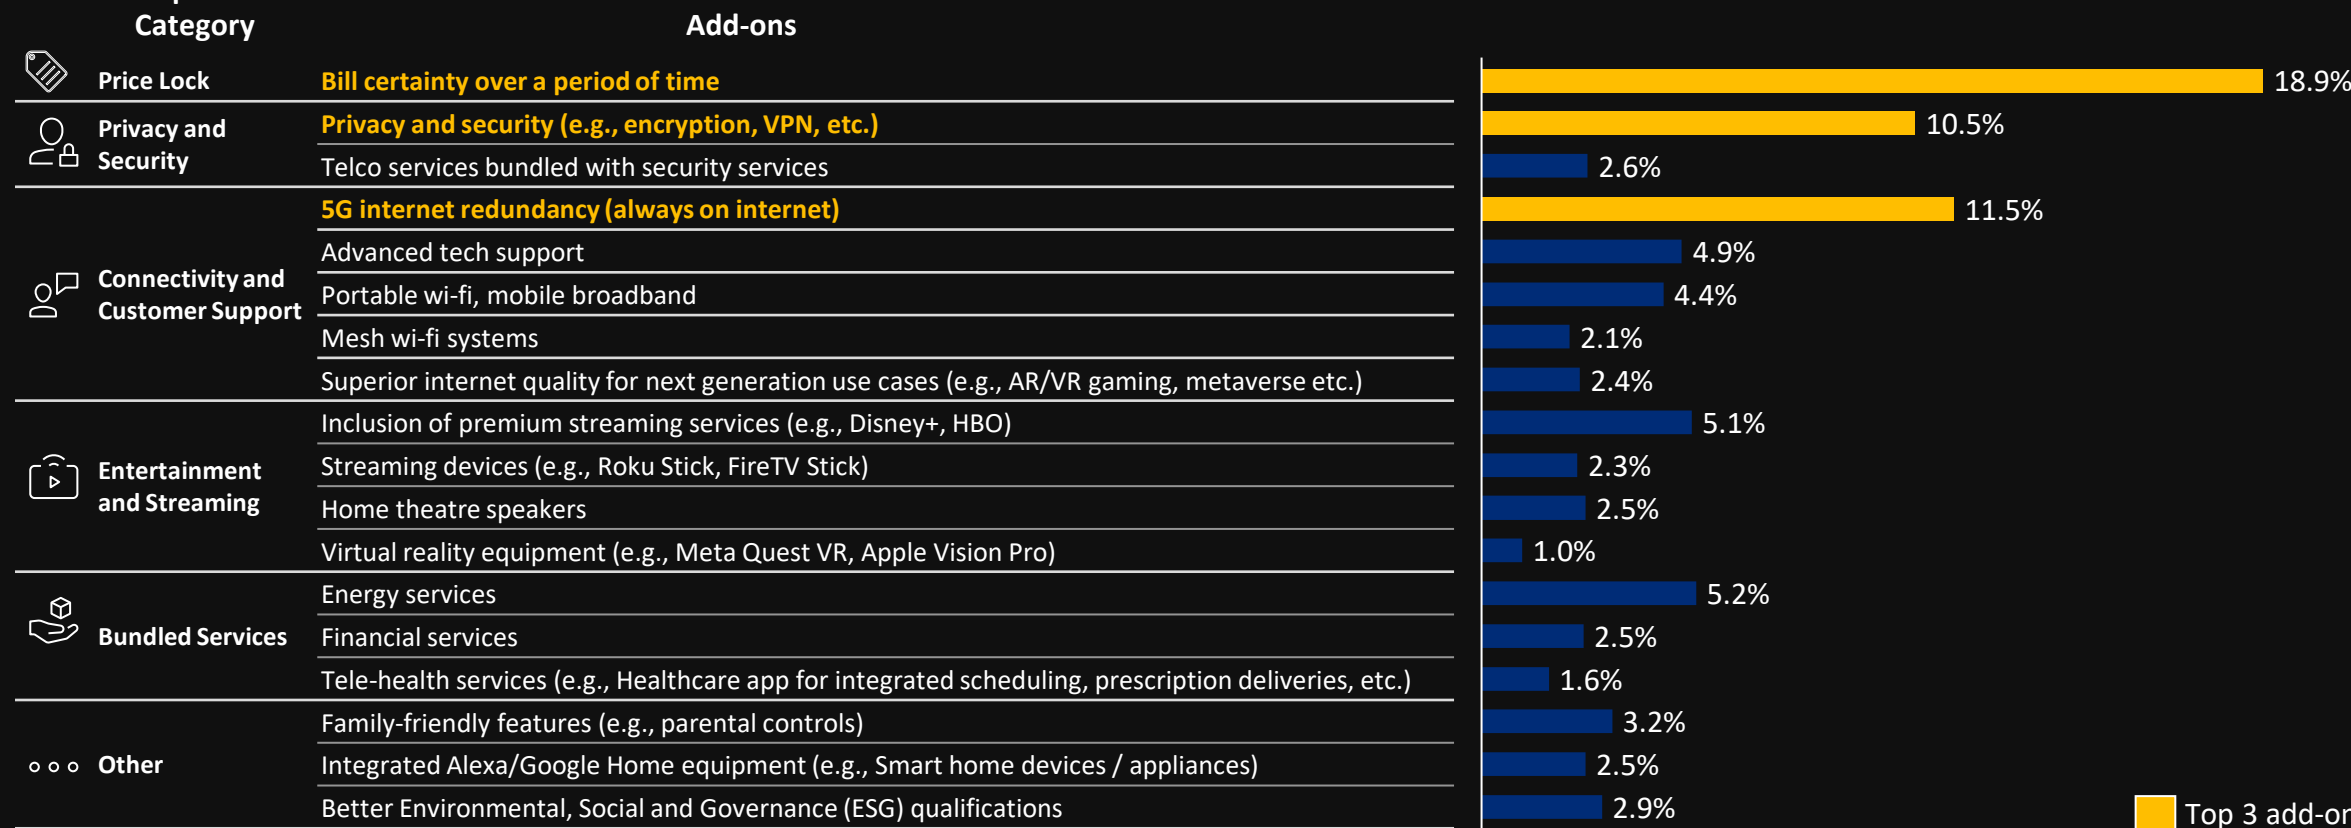 Category Add-ons
Price Lock Bill certainty over a period of time 18.9%
Privacy and
Security
Privacy and security (e.g., encryption, VPN, etc.) 10.5%
Telco services bundled with security services 2.6%
Connectivity and
Customer Support
5G internet redundancy (always on internet) 11.5%
Advanced tech support 4.9%
Portable wi-fi, mobile broadband 4.4%
Mesh wi-fi systems 2.1%
Superior internet quality for next generation use cases (e.g., AR/VR gaming, metaverse etc.) 2.4%
Entertainment
and Streaming
Inclusion of premium streaming services (e.g., Disney+, HBO) 5.1%
Streaming devices (e.g., Roku Stick, FireTV Stick) 2.3%
Home theatre speakers 2.5%
Virtual reality equipment (e.g., Meta Quest VR, Apple Vision Pro) 1.0%
Bundled Services
Energy services 5.2%
Financial services 2.5%
Tele-health services (e.g., Healthcare app for integrated scheduling, prescription deliveries, etc.) 1.6%
Other
Family-friendly features (e.g., parental controls) 3.2%
Integrated Alexa/Google Home equipment (e.g., Smart home devices / appliances) 2.5%
Better Environmental, Social and Governance (ESG) qualifications 2.9%
Top 3 add-on